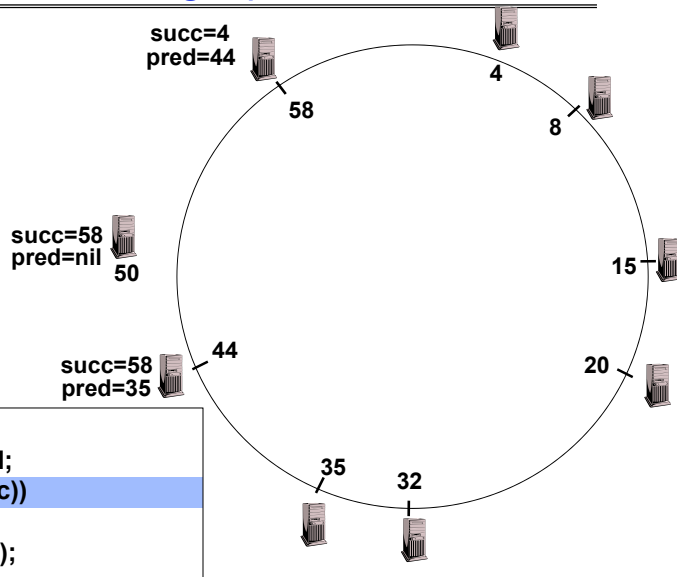 succ=4
pred=44
58
4
8
succ=58
pred=nil
50
15
44
succ=58
pred=35
20
35
32
c))
);